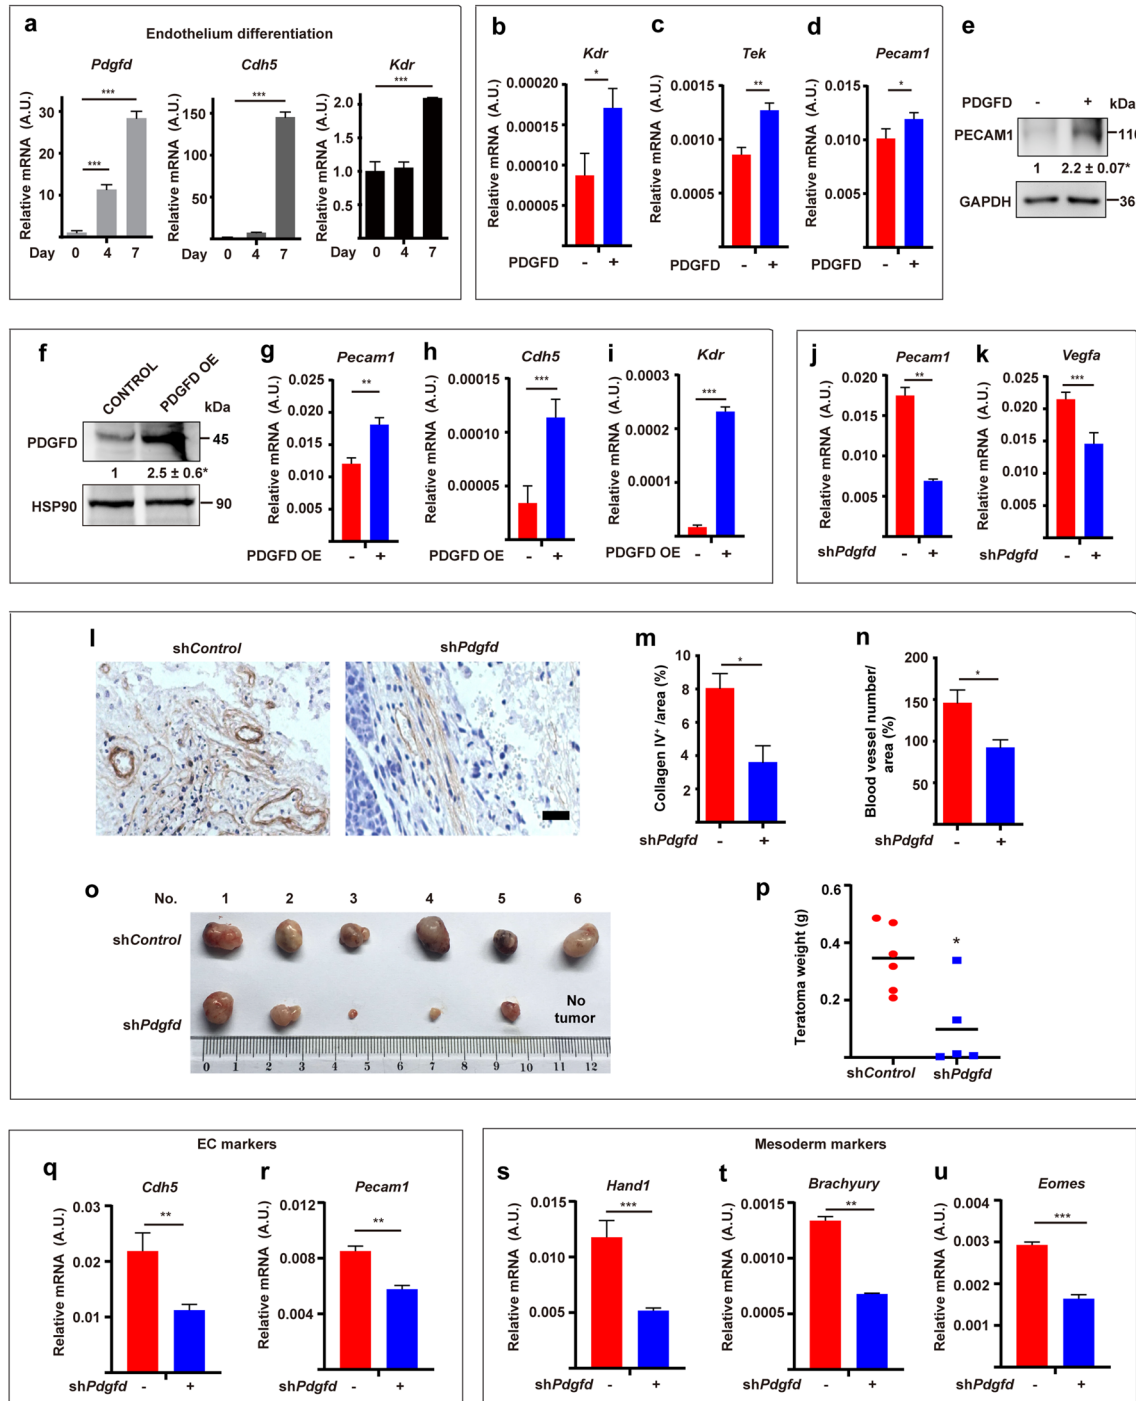 a
Endothelium differentiation
Pdgfd
Cdh5
Kdr
Relative mRNA (A.U.)
30
20
10
***
***
Relative mRNA (A.U.)
150
100
50
***
Relative mRNA (A.U.)
2.0
1.5
1.0
0.5
***
Day
0 4 7
0 4 7
0 4 7
b
Kdr
Relative mRNA (A.U.)
0.00020
0.00015
0.00010
0.00005
*
PDGFD - +
c
Tek
Relative mRNA (A.U.)
0.0015
0.0010
0.0005
**
PDGFD - +
d
Pecam1
Relative mRNA (A.U.)
0.015
0.010
0.005
*
PDGFD - +
e
PDGFD - + kDa
PECAM1
110
1 2.2 ± 0.07*
GAPDH
36
f
CONTROL
PDGFD OE
kDa
PDGFD
45
1 2.5 ± 0.6*
HSP90
90
g
Pecam1
Relative mRNA (A.U.)
0.025
0.020
0.015
0.010
0.005
**
PDGFD OE - +
h
Cdh5
Relative mRNA (A.U.)
0.00015
0.00010
0.00005
***
PDGFD OE - +
i
Kdr
Relative mRNA (A.U.)
0.0003
0.0002
0.0001
***
PDGFD OE - +
j
Pecam1
Relative mRNA (A.U.)
0.020
0.015
0.010
0.005
**
shPdgfd - +
k
Vegfa
Relative mRNA (A.U.)
0.025
0.020
0.015
0.010
0.005
***
shPdgfd - +
l
shControl
shPdgfd
m
Collagen IV⁺/area (%)
10
8
6
4
2
*
shPdgfd - +
n
Blood vessel number/
area (%)
200
150
100
50
*
shPdgfd - +
o
No. 1 2 3 4 5 6
shControl
shPdgfd
No
tumor
0 1 2 3 4 5 6 7 8 9 10 11 12
p
Teratoma weight (g)
0.6
0.4
0.2
*
shControl shPdgfd
EC markers
q
Cdh5
Relative mRNA (A.U.)
0.03
0.02
0.01
**
shPdgfd - +
r
Pecam1
Relative mRNA (A.U.)
0.012
0.008
0.004
**
shPdgfd - +
Mesoderm markers
s
Hand1
Relative mRNA (A.U.)
0.015
0.010
0.005
***
shPdgfd - +
t
Brachyury
Relative mRNA (A.U.)
0.0015
0.0010
0.0005
**
shPdgfd - +
u
Eomes
Relative mRNA (A.U.)
0.004
0.003
0.002
0.001
***
shPdgfd - +